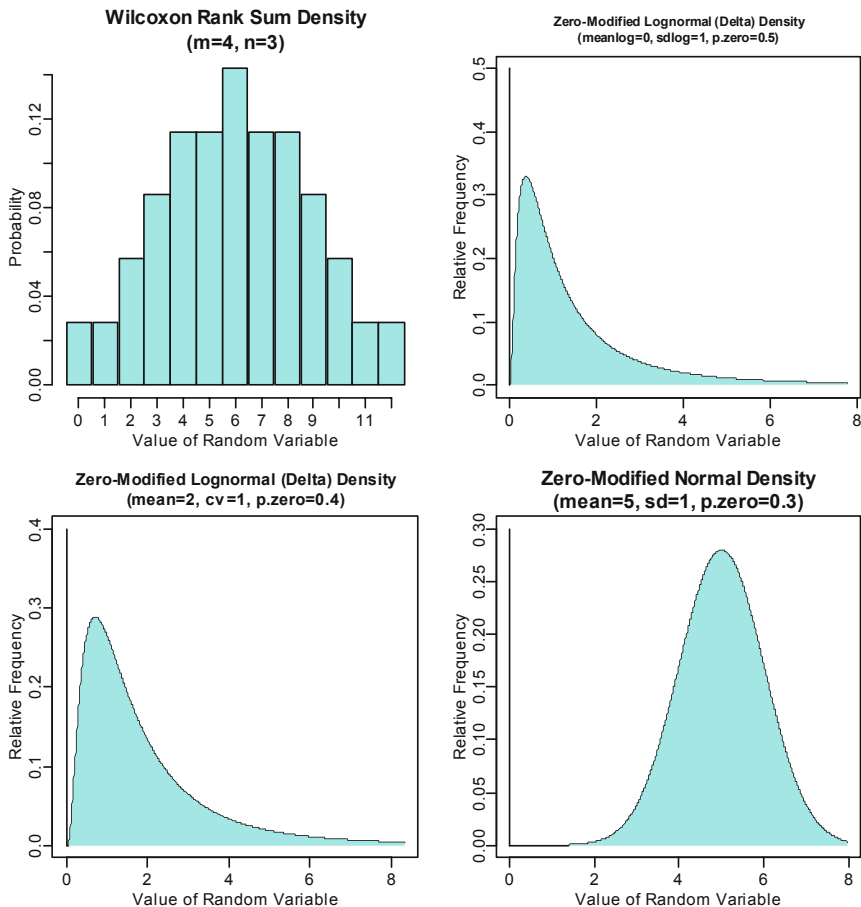 Wilcoxon Rank Sum Density
(m=4, n=3)
Probability
0.00 0.04 0.08 0.12
0 1 2 3 4 5 6 7 8 9 11
Value of Random Variable
Zero-Modified Lognormal (Delta) Density
(meanlog=0, sdlog=1, p.zero=0.5)
Relative Frequency
0.0 0.1 0.2 0.3 0.4 0.5
0 2 4 6 8
Value of Random Variable
Zero-Modified Lognormal (Delta) Density
(mean=2, cv=1, p.zero=0.4)
Relative Frequency
0.0 0.1 0.2 0.3 0.4
0 2 4 6 8
Value of Random Variable
Zero-Modified Normal Density
(mean=5, sd=1, p.zero=0.3)
Relative Frequency
0.00 0.05 0.10 0.15 0.20 0.25 0.30
0 2 4 6 8
Value of Random Variable